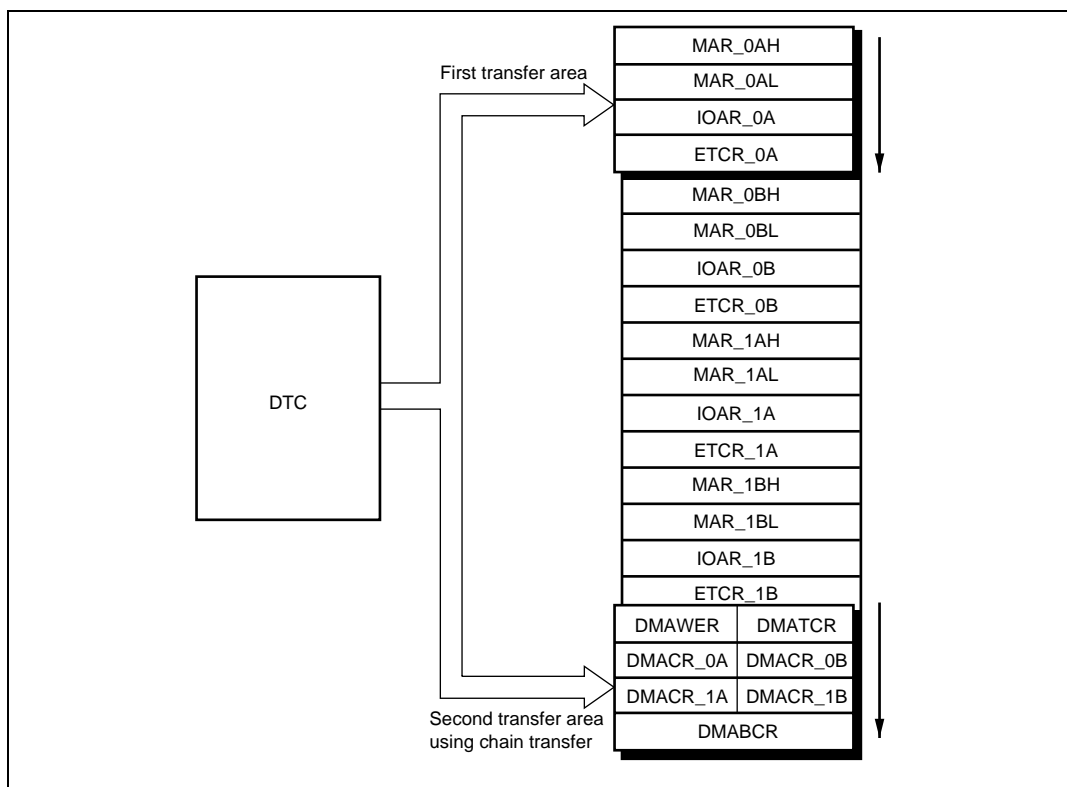 First transfer area
MAR_0AH
MAR_0AL
IOAR_0A
ETCR_0A
MAR_0BH
MAR_0BL
IOAR_0B
ETCR_0B
MAR_1AH
MAR_1AL
IOAR_1A
ETCR_1A
MAR_1BH
MAR_1BL
IOAR_1B
ETCR_1B
DTC
DMAWER DMATCR
DMACR_0A DMACR_0B
DMACR_1A DMACR_1B
DMABCR
Second transfer area
using chain transfer